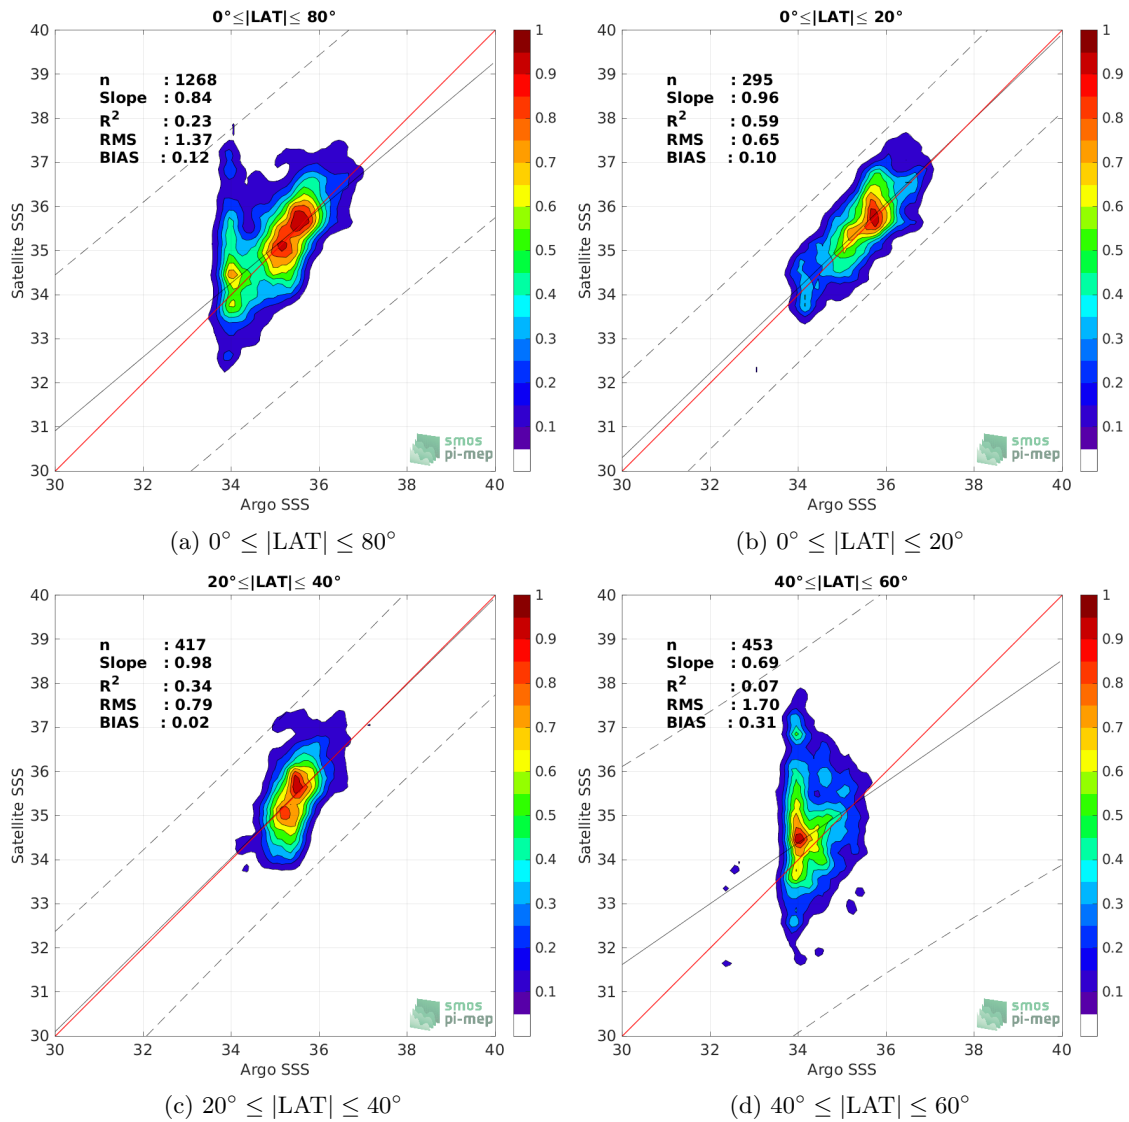 0°≤|LAT|≤ 80°
40
39
38
37
36
35
34
33
32
31
30
30 32 34 36 38 40
Satellite SSS
Argo SSS
n : 1268
Slope : 0.84
R2 : 0.23
RMS : 1.37
BIAS : 0.12
1
0.9
0.8
0.7
0.6
0.5
0.4
0.3
0.2
0.1
smos
pi-mep
(a) 0° ≤ |LAT| ≤ 80°
0°≤|LAT|≤ 20°
40
39
38
37
36
35
34
33
32
31
30
30 32 34 36 38 40
Satellite SSS
Argo SSS
n : 295
Slope : 0.96
R2 : 0.59
RMS : 0.65
BIAS : 0.10
1
0.9
0.8
0.7
0.6
0.5
0.4
0.3
0.2
0.1
smos
pi-mep
(b) 0° ≤ |LAT| ≤ 20°
20°≤|LAT|≤ 40°
40
39
38
37
36
35
34
33
32
31
30
30 32 34 36 38 40
Satellite SSS
Argo SSS
n : 417
Slope : 0.98
R2 : 0.34
RMS : 0.79
BIAS : 0.02
1
0.9
0.8
0.7
0.6
0.5
0.4
0.3
0.2
0.1
smos
pi-mep
(c) 20° ≤ |LAT| ≤ 40°
40°≤|LAT|≤ 60°
40
39
38
37
36
35
34
33
32
31
30
30 32 34 36 38 40
Satellite SSS
Argo SSS
n : 453
Slope : 0.69
R2 : 0.07
RMS : 1.70
BIAS : 0.31
1
0.9
0.8
0.7
0.6
0.5
0.4
0.3
0.2
0.1
smos
pi-mep
(d) 40° ≤ |LAT| ≤ 60°